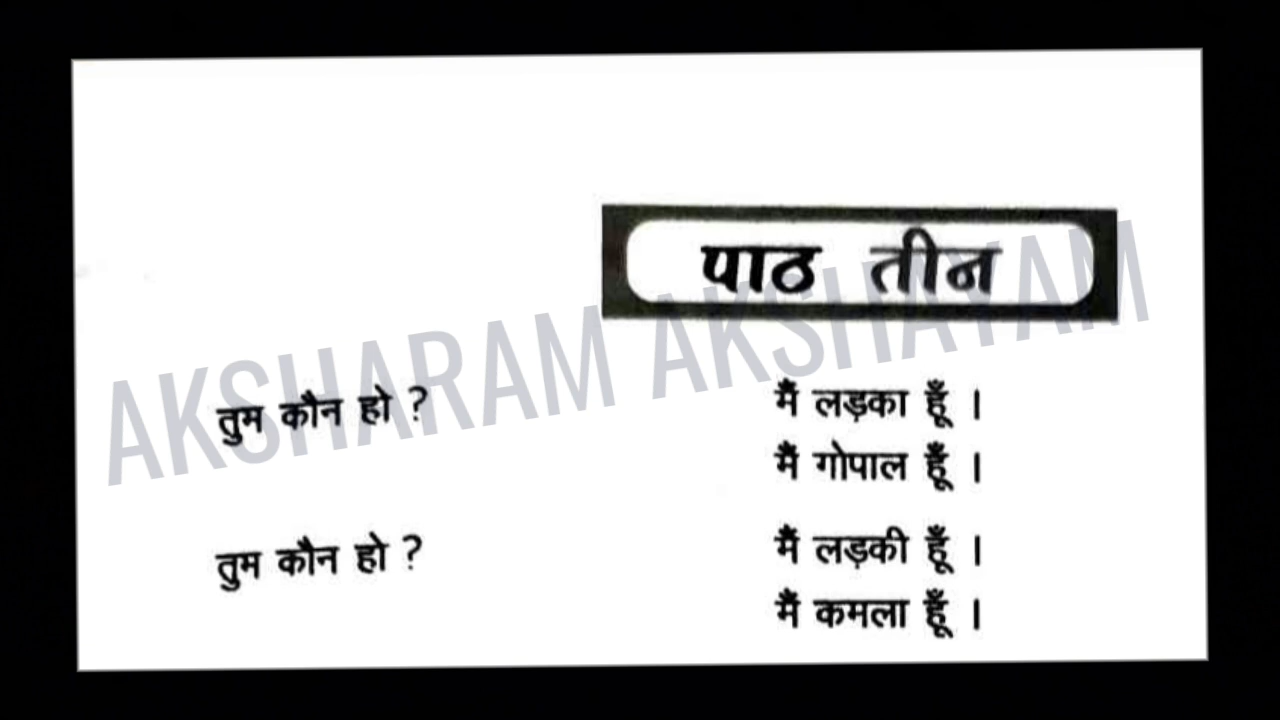 पाठ तीन
AKSHARAM AKSHAYAM
तुम कौन हो ? मैं लड़का हूँ ।
मैं गोपाल हूँ ।
तुम कौन हो ? मैं लड़की हूँ ।
मैं कमला हूँ ।